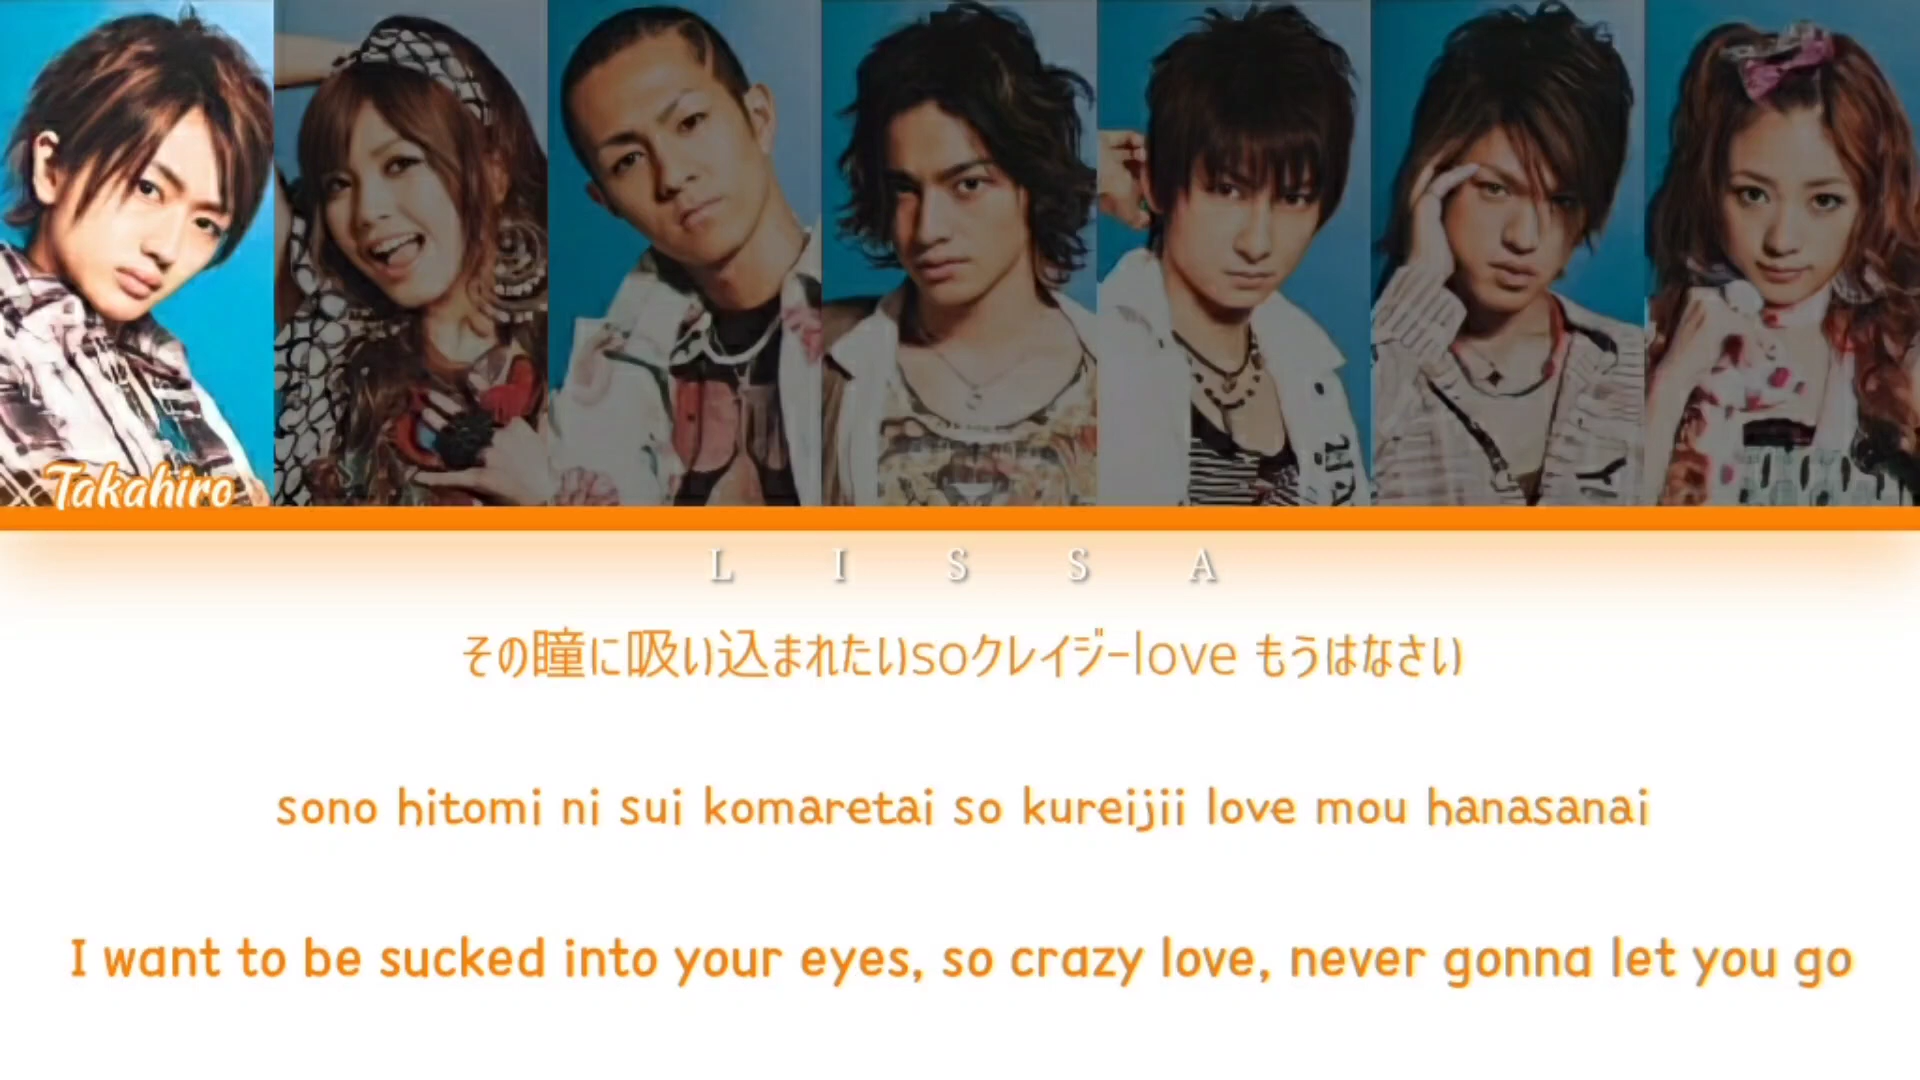 Takahiro
L I S S A
その瞳に吸い込まれたいsoクレイジーlove もうはなさい
sono hitomi ni sui komaretai so kureijii love mou hanasanai
I want to be sucked into your eyes, so crazy love, never gonna let you go